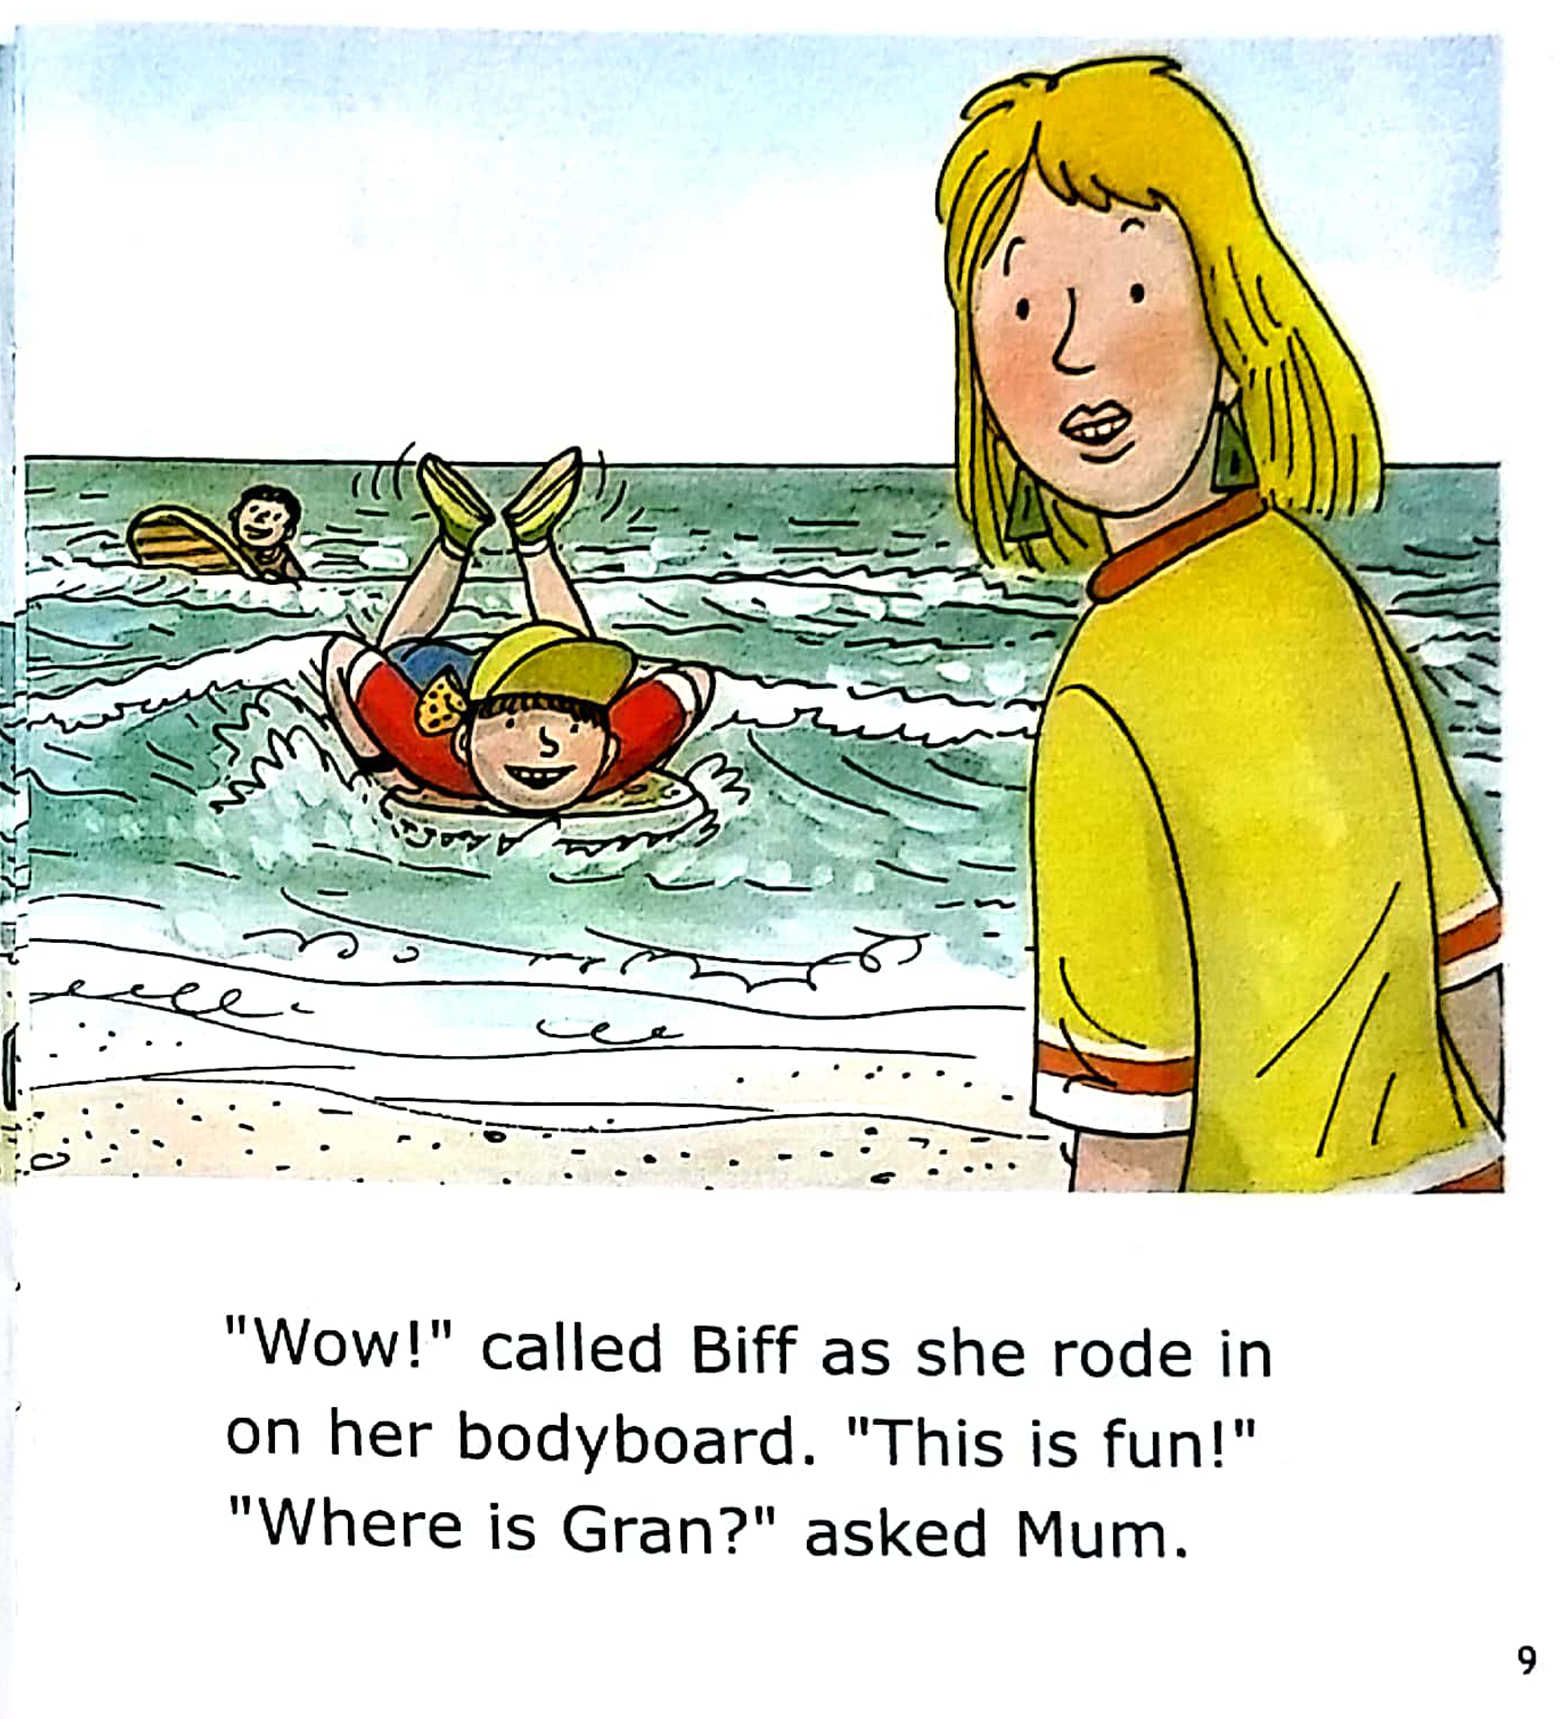 "Wow!" called Biff as she rode in
on her bodyboard. "This is fun!"
"Where is Gran?" asked Mum.
9